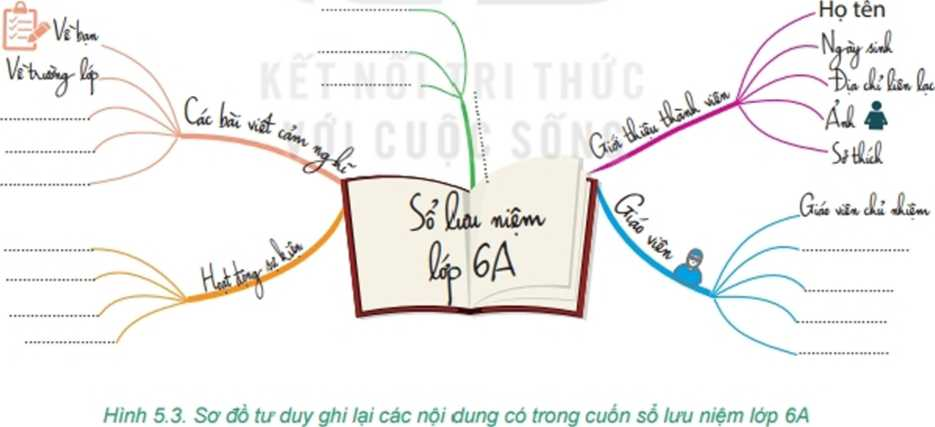 Về bạn
Về trường lớp
Các bài viết cảm nghĩ
Hoạt động sự kiện
Sổ lưu niệm
lớp 6A
Giới thiệu thành viên
Họ tên
Ngày sinh
Địa chỉ liên lạc
Ảnh
Sở thích
Giáo viên
Giáo viên chủ nhiệm
KẾT NỐI TRI THỨC
VỚI CUỘC SỐNG
Hình 5.3. Sơ đồ tư duy ghi lại các nội dung có trong cuốn sổ lưu niệm lớp 6A